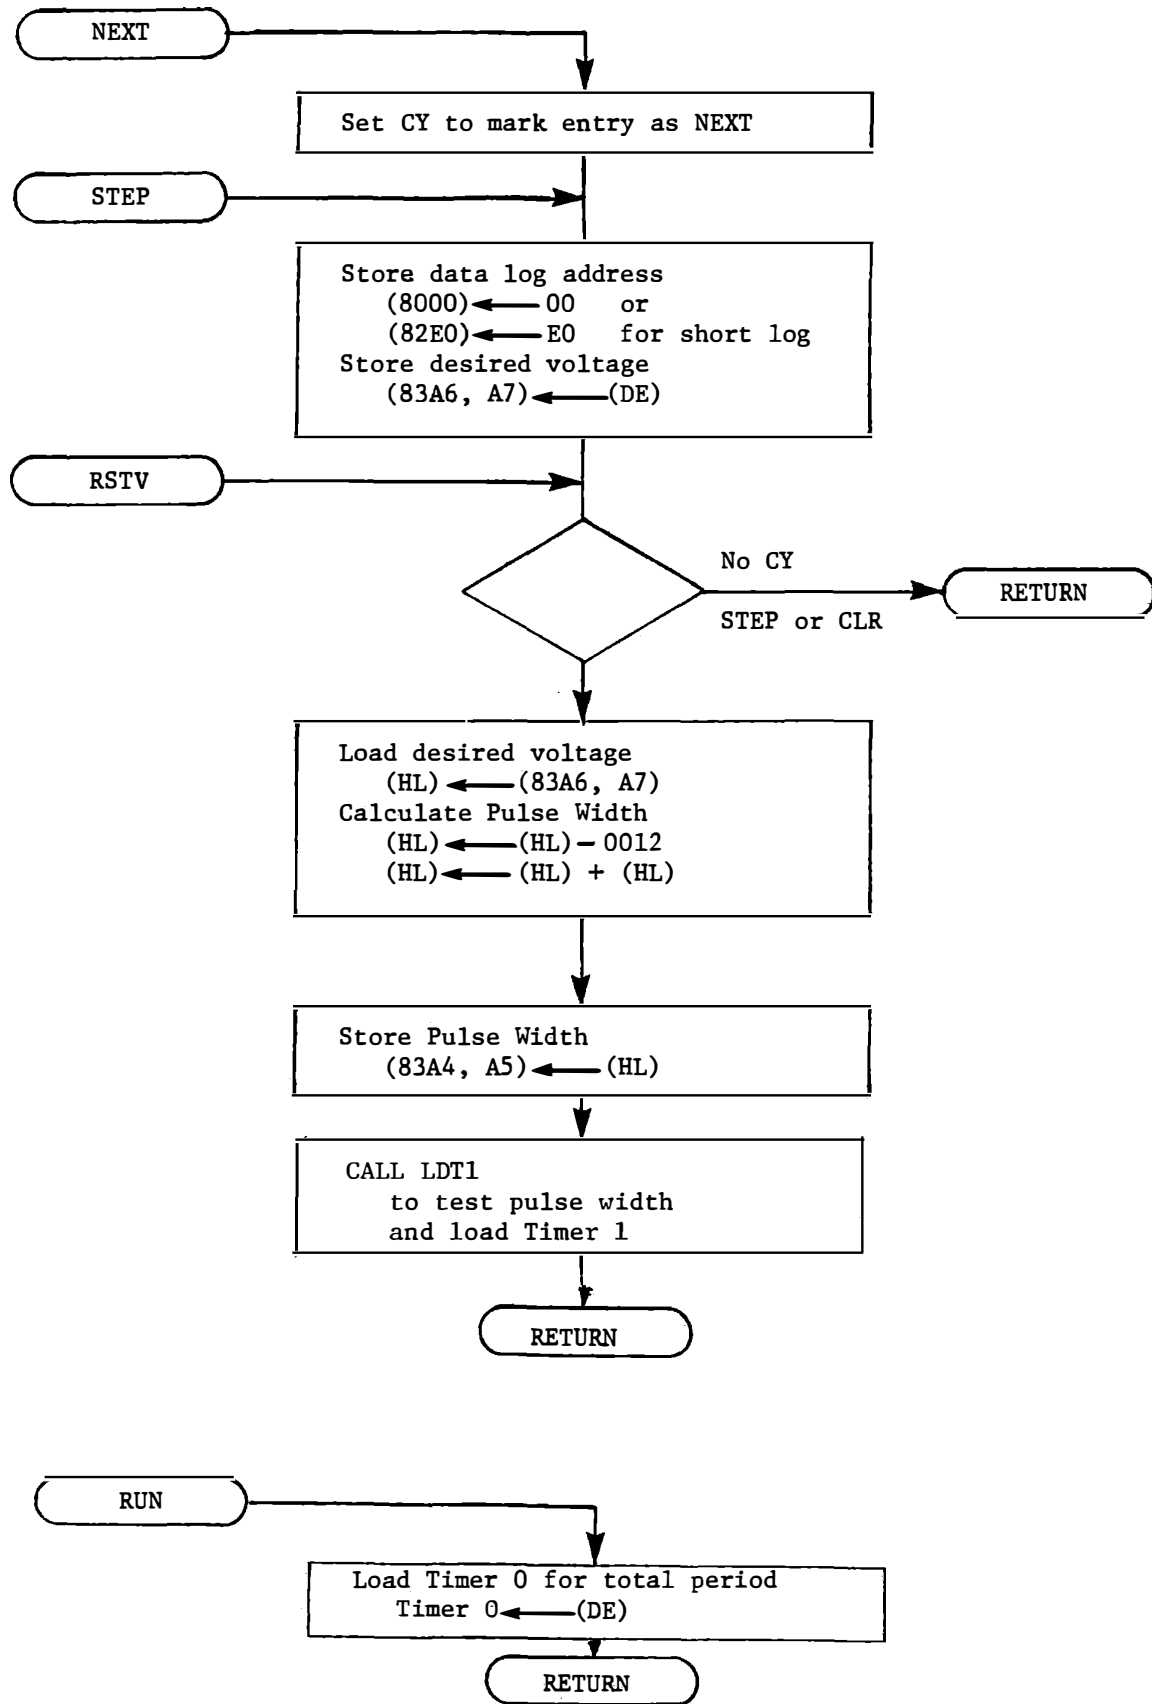 NEXT
Set CY to mark entry as NEXT
STEP
Store data log address
(8000)←00 or
(82E0)←E0 for short log
Store desired voltage
(83A6, A7)←(DE)
RSTV
No CY
STEP or CLR
RETURN
Load desired voltage
(HL)←(83A6, A7)
Calculate Pulse Width
(HL)←(HL)−0012
(HL)←(HL) + (HL)
Store Pulse Width
(83A4, A5)←(HL)
CALL LDT1
to test pulse width
and load Timer 1
RETURN
RUN
Load Timer 0 for total period
Timer 0←(DE)
RETURN